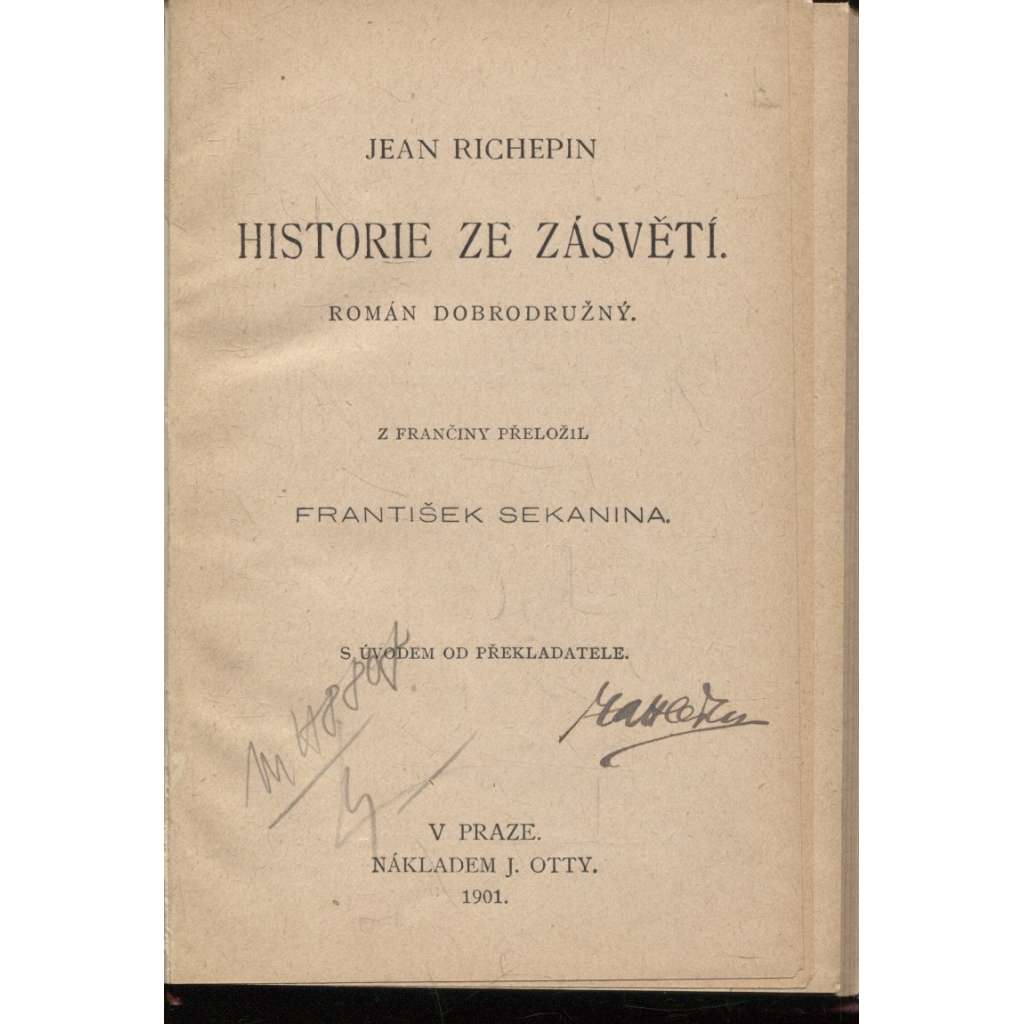 JEAN RICHEPIN
HISTORIE ZE ZÁSVĚTÍ.
ROMÁN DOBRODRUŽNÝ.
Z FRANČINY PŘELOŽIL
FRANTIŠEK SEKANINA.
S ÚVODEM OD PŘEKLADATELE.
V PRAZE.
NÁKLADEM J. OTTY.
1901.